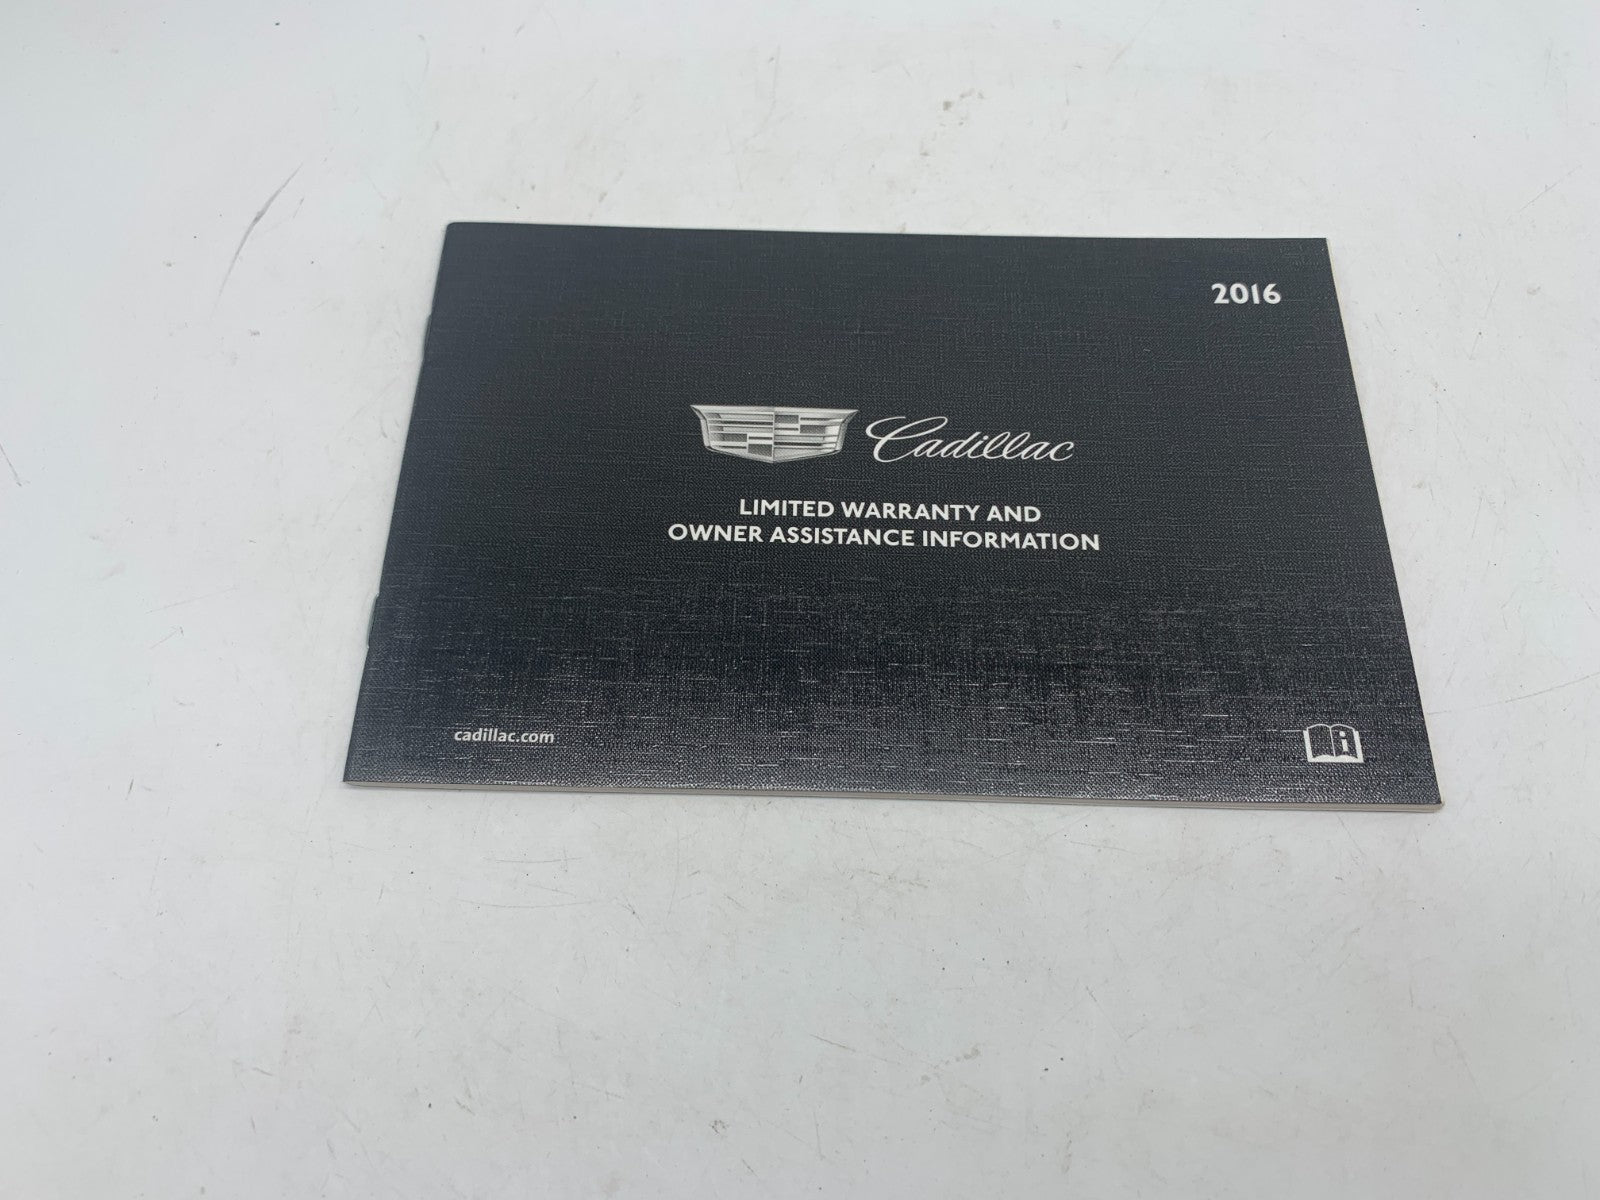 2016
Cadillac
LIMITED WARRANTY AND
OWNER ASSISTANCE INFORMATION
cadillac.com
i